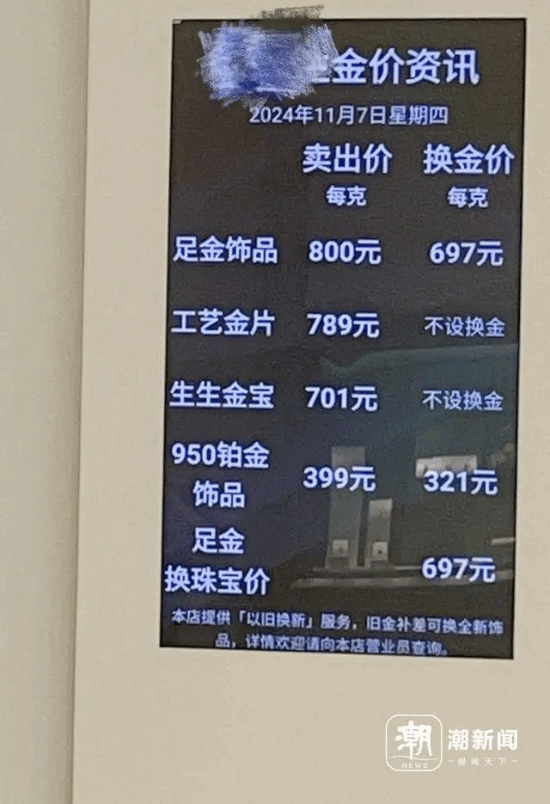 金价资讯
2024年11月7日星期四
卖出价 换金价
每克 每克
足金饰品 800元 697元
工艺金片 789元 不设换金
生生金宝 701元 不设换金
950铂金
饰品 399元 321元
足金
换珠宝价 697元
本店提供「以旧换新」服务，旧金补差可换全新饰
品，详情欢迎请向本店营业员查询。
潮 潮新闻
NEWS 潮闻天下